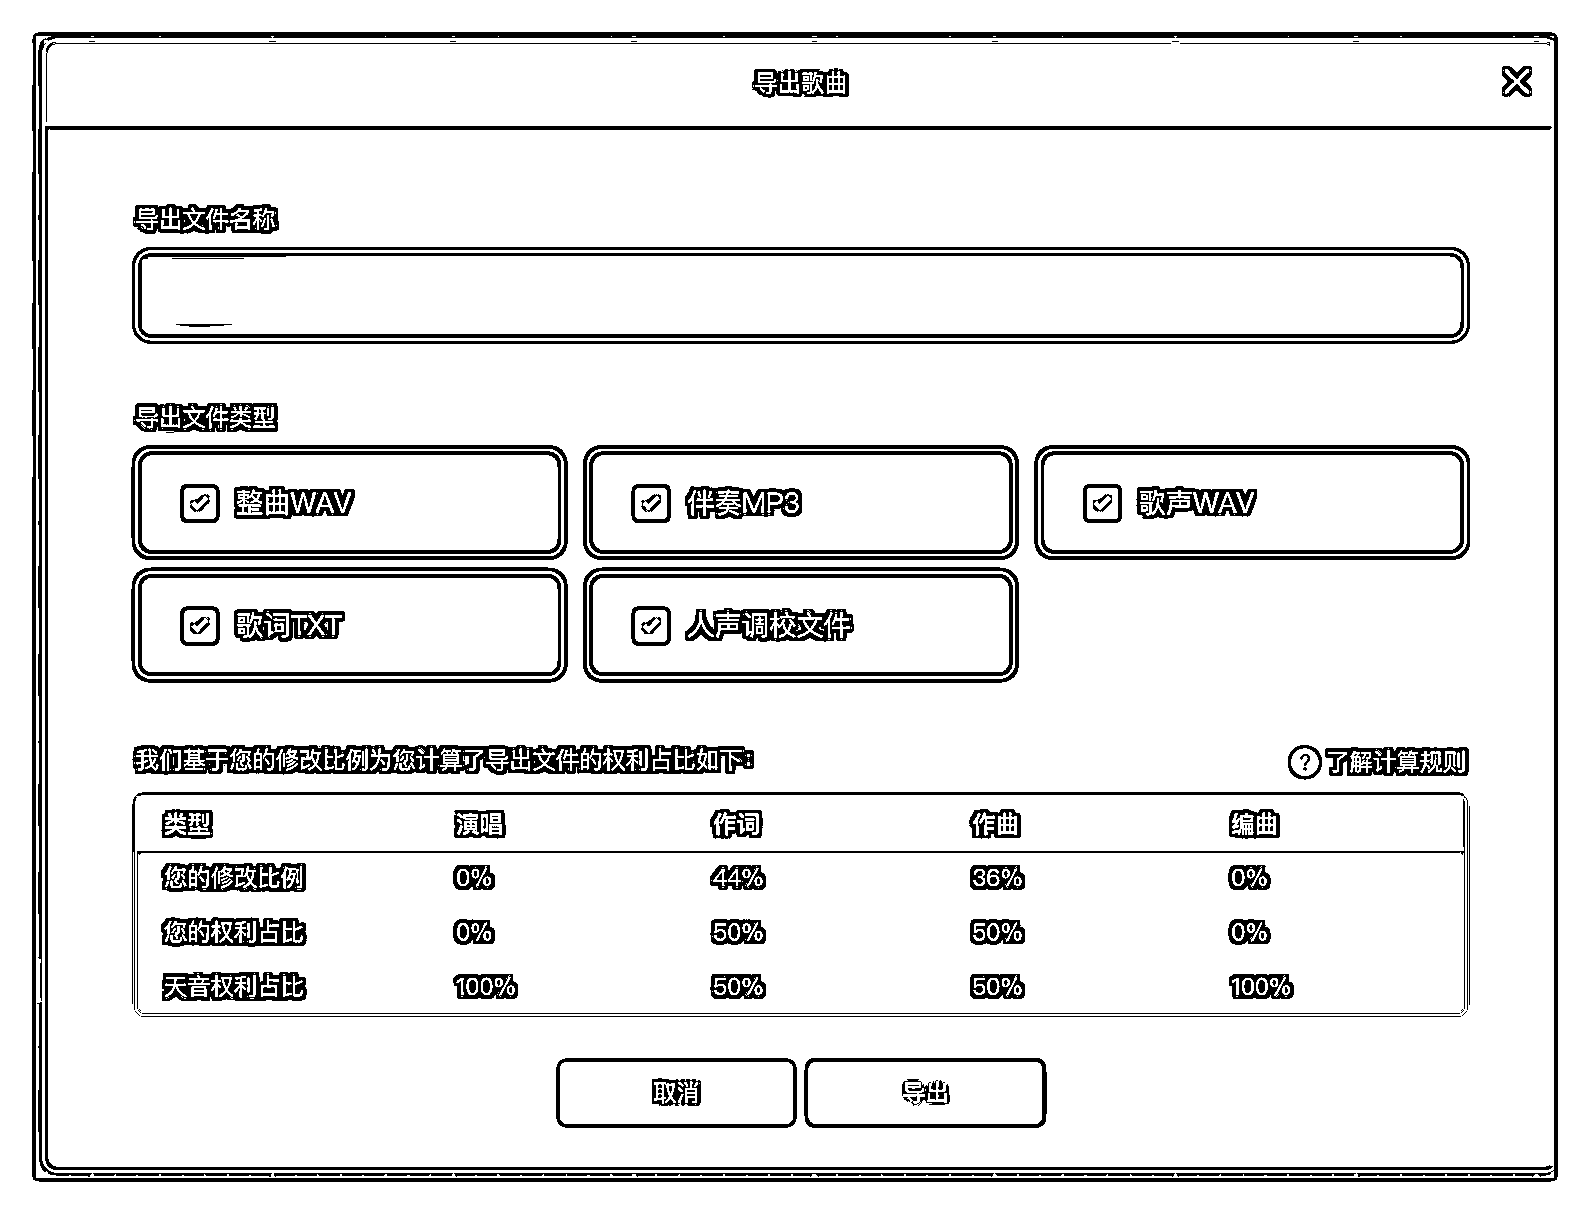 导出歌曲
导出文件名称
导出文件类型
整曲WAV 伴奏MP3 歌声WAV
歌词TXT 人声调校文件
我们基于您的修改比例为您计算了导出文件的权利占比如下: ? 了解计算规则
类型 演唱 作词 作曲 编曲
您的修改比例 0% 44% 36% 0%
您的权利占比 0% 50% 50% 0%
天音权利占比 100% 50% 50% 100%
取消 导出